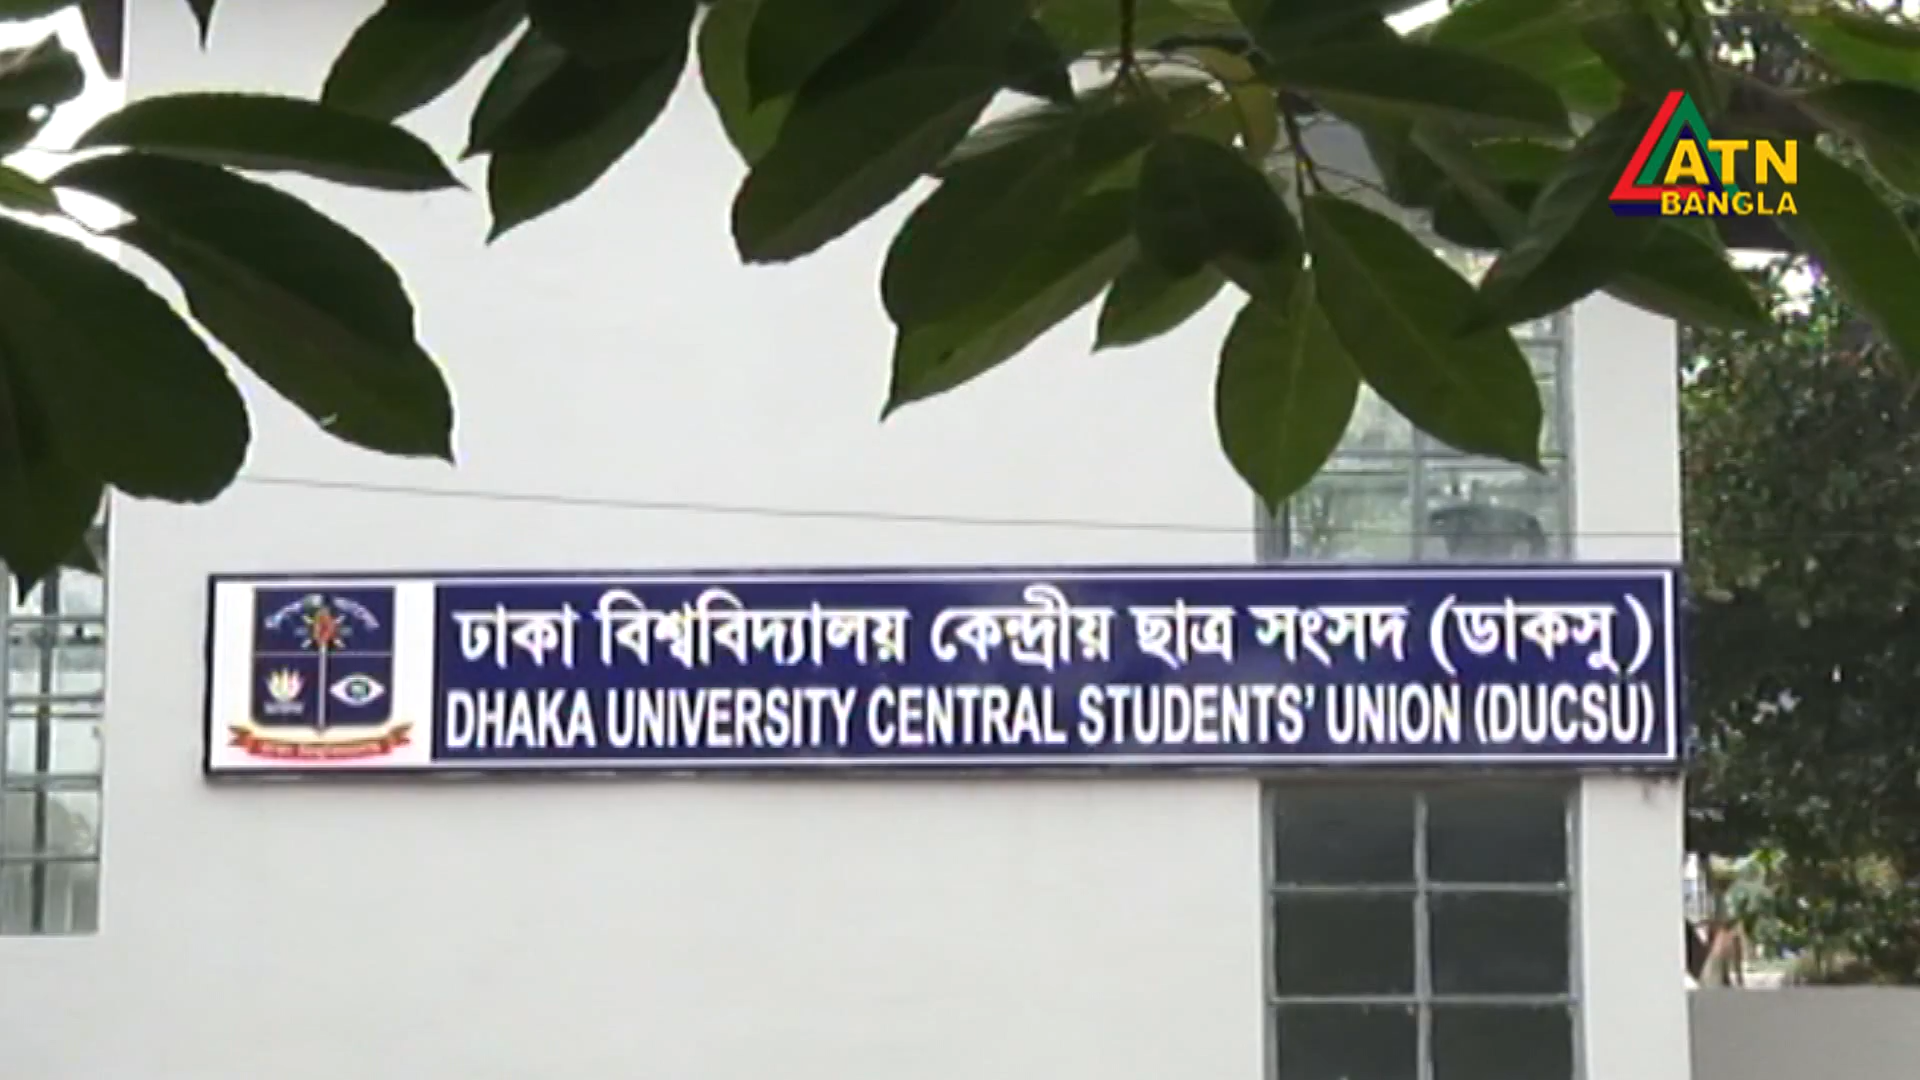 ATN
BANGLA
ঢাকা বিশ্ববিদ্যালয় কেন্দ্রীয় ছাত্র সংসদ (ডাকসু)
DHAKA UNIVERSITY CENTRAL STUDENTS' UNION (DUCSU)